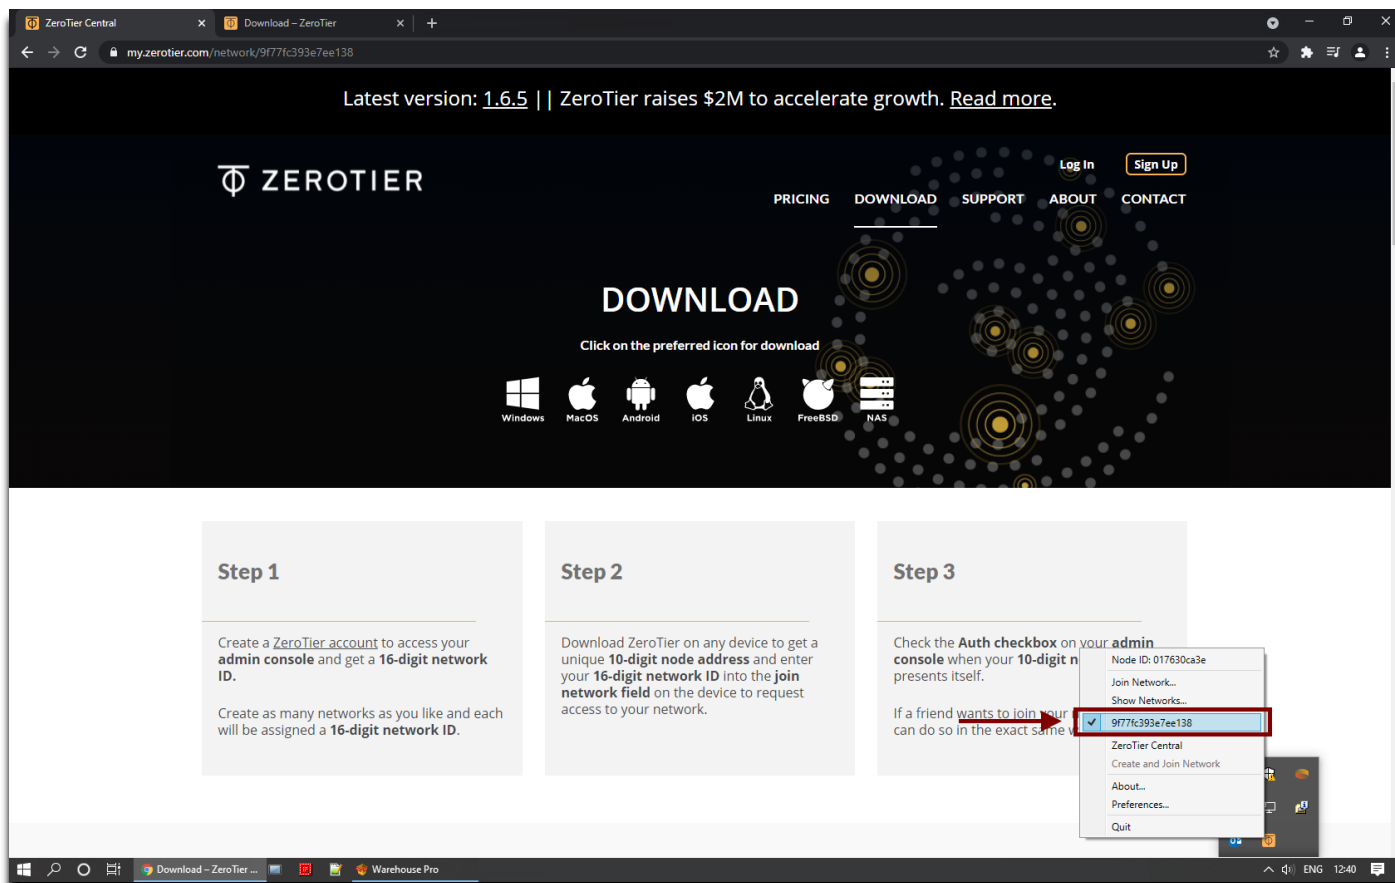 ZeroTier Central
Download – ZeroTier
my.zerotier.com/network/9f77fc393e7ee138
Latest version: 1.6.5 || ZeroTier raises $2M to accelerate growth. Read more.
ZEROTIER
Log In
Sign Up
PRICING
DOWNLOAD
SUPPORT
ABOUT
CONTACT
DOWNLOAD
Click on the preferred icon for download
Windows
MacOS
Android
iOS
Linux
FreeBSD
NAS
Step 1
Create a ZeroTier account to access your
admin console and get a 16-digit network
ID.
Create as many networks as you like and each
will be assigned a 16-digit network ID.
Step 2
Download ZeroTier on any device to get a
unique 10-digit node address and enter
your 16-digit network ID into the join
network field on the device to request
access to your network.
Step 3
Check the Auth checkbox on your admin
console when your 10-digit n
presents itself.
If a friend wants to join your
can do so in the exact same w
Node ID: 017630ca3e
Join Network...
Show Networks...
9f77fc393e7ee138
ZeroTier Central
Create and Join Network
About...
Preferences...
Quit
Download – ZeroTier ...
Warehouse Pro
ENG
12:40